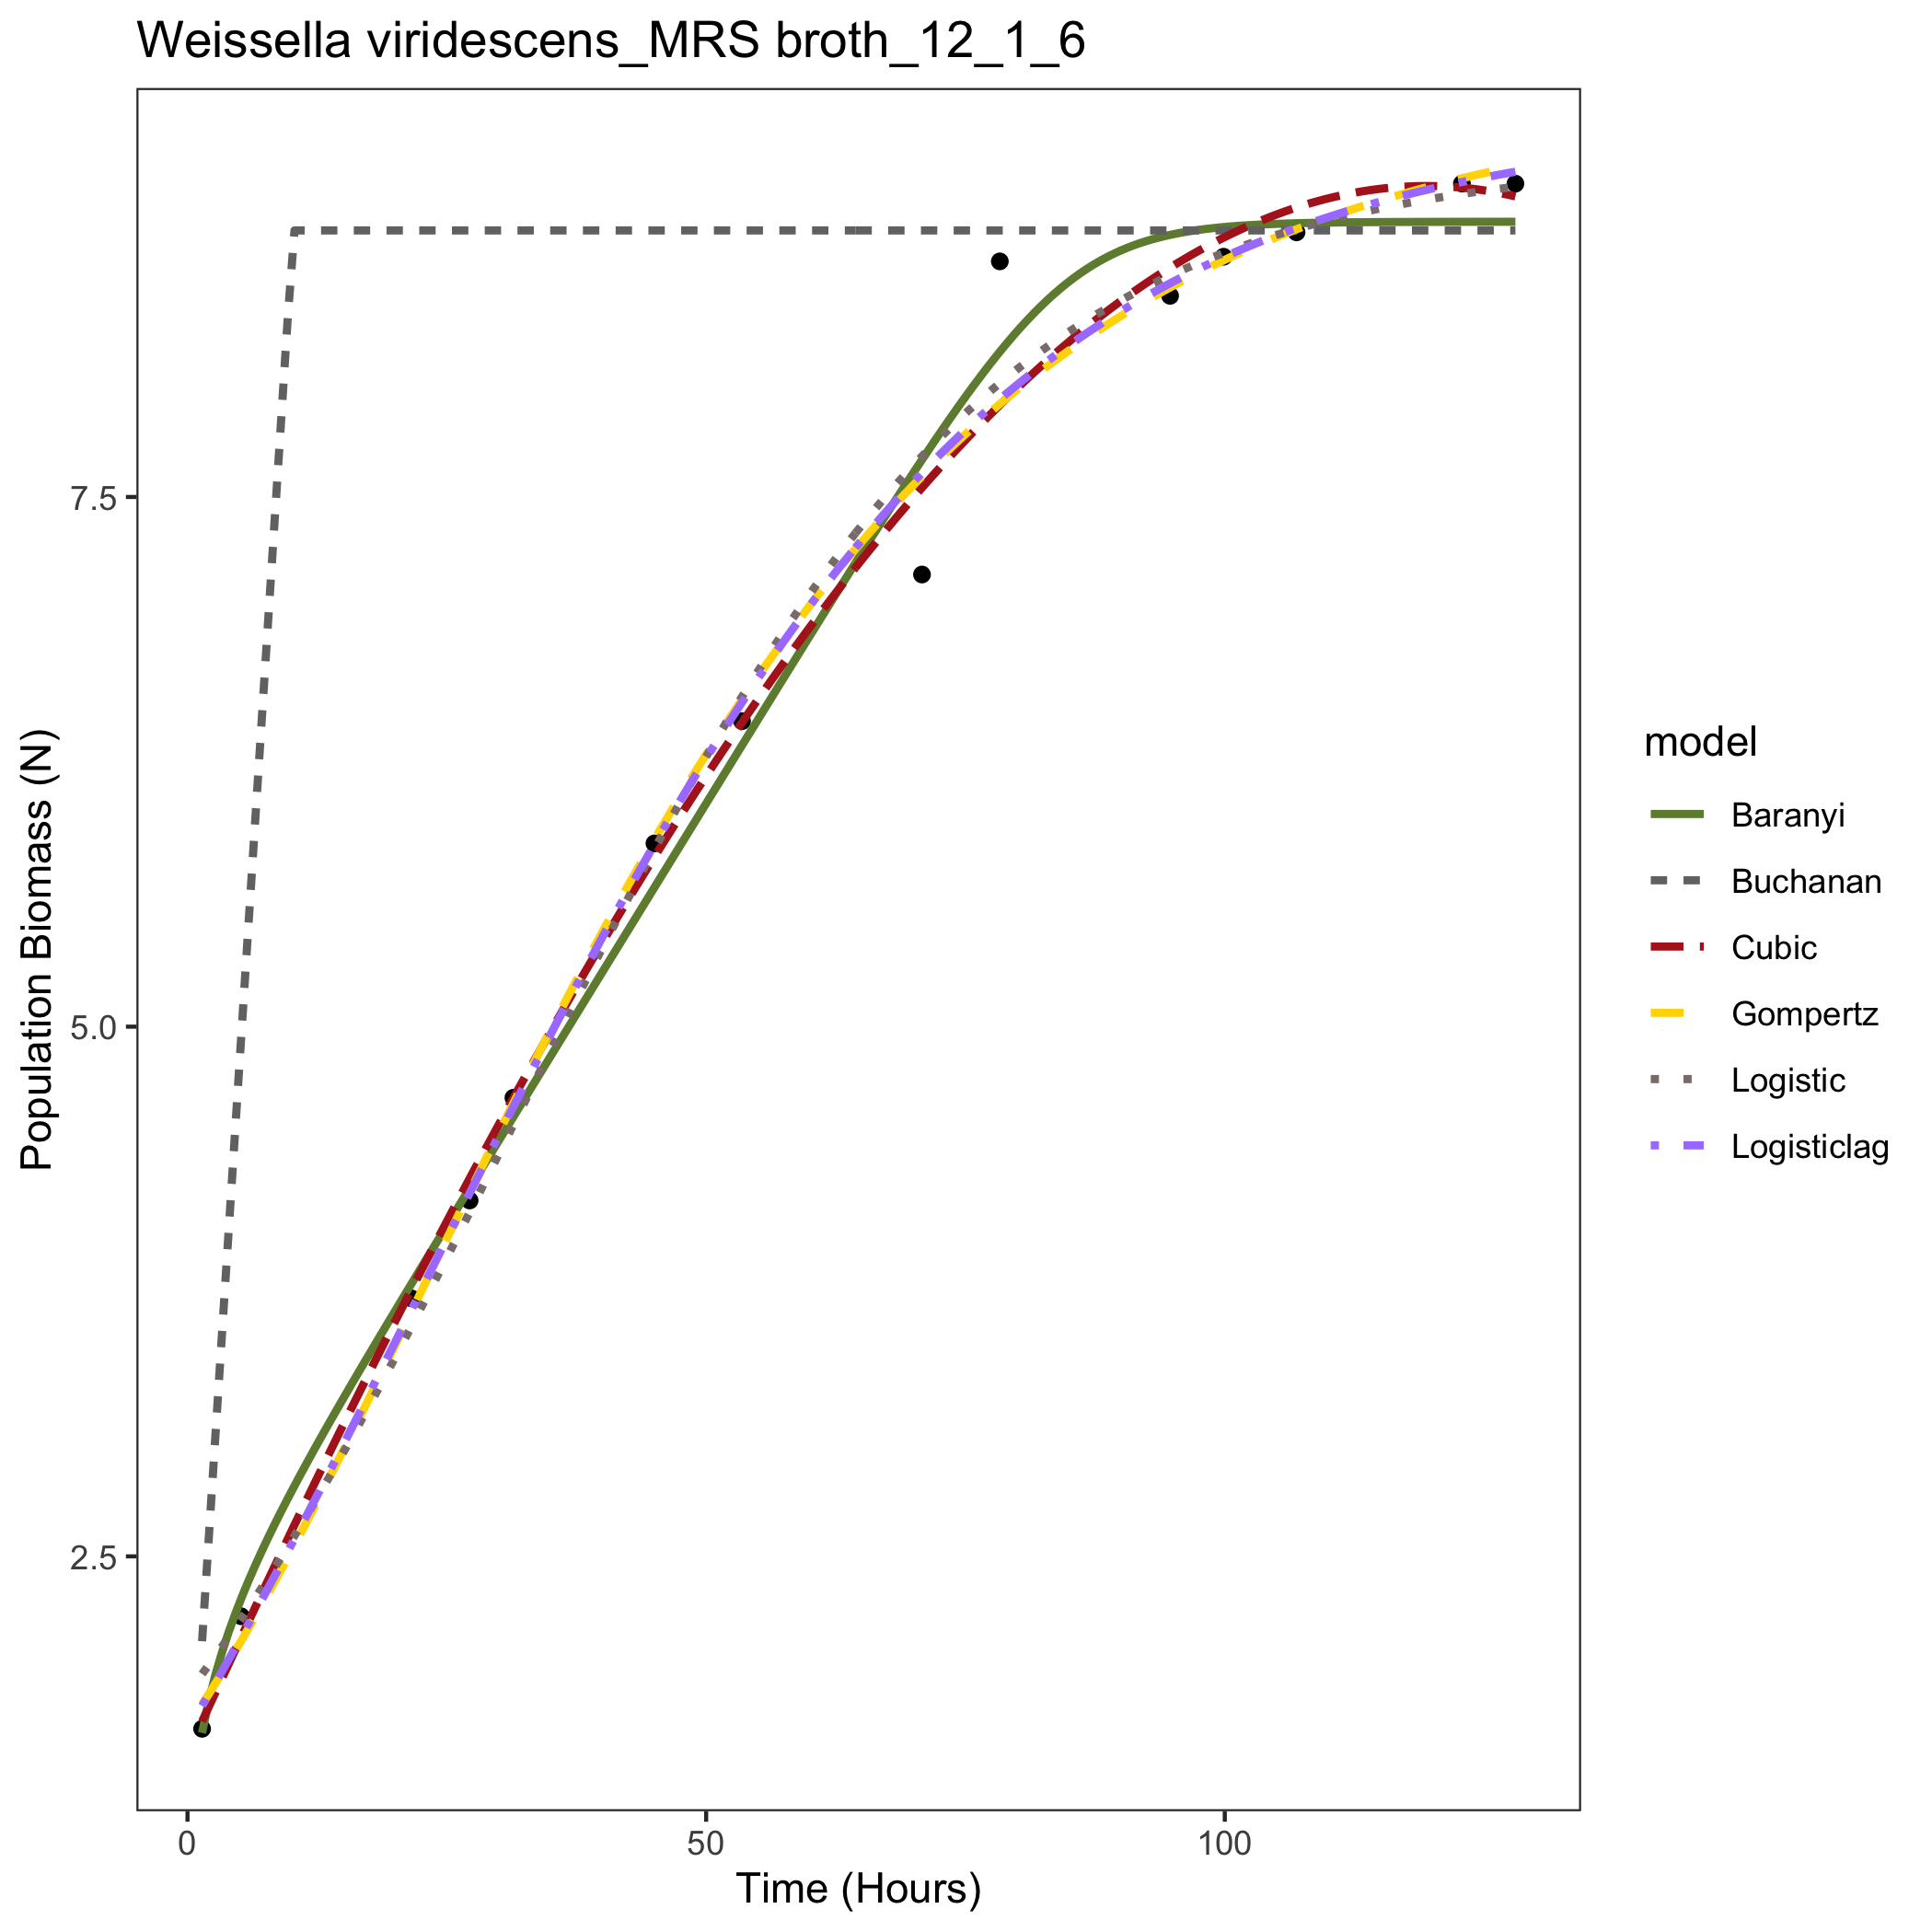 Weissella viridescens_MRS broth_12_1_6
Population Biomass (N)
7.5
5.0
2.5
0
50
100
Time (Hours)
model
Baranyi
Buchanan
Cubic
Gompertz
Logistic
Logisticlag